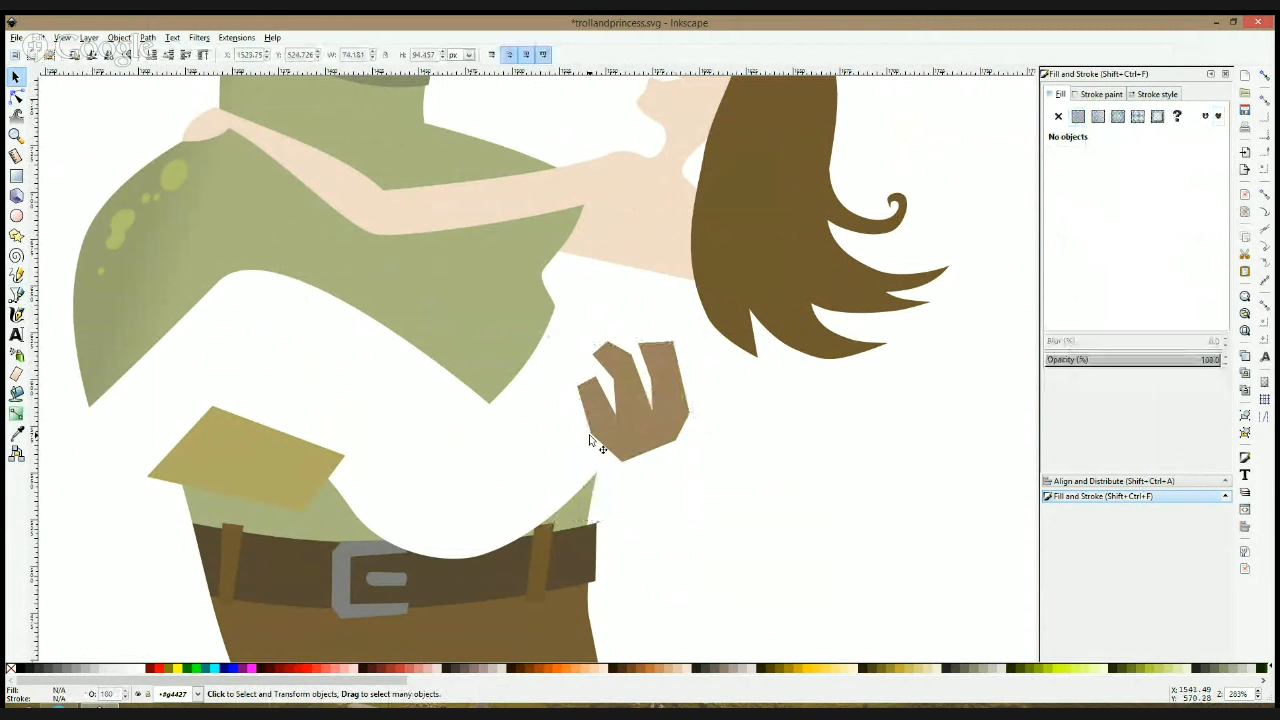 *trollandprincess.svg - Inkscape
File Edit View Layer Object Path Text Filters Extensions Help
Google
X: 1523.75 Y: 524.726 W: 74.181 H: 94.457 px
Fill and Stroke (Shift+Ctrl+F)
Fill Stroke paint Stroke style
No objects
Blur (%) 0.0
Opacity (%) 100.0
Align and Distribute (Shift+Ctrl+A)
Fill and Stroke (Shift+Ctrl+F)
Fill: N/A
Stroke: N/A
O: 100
•#g4427
Click to Select and Transform objects, Drag to select many objects.
X: 1541.49
Y: 570.28
Z: 283%